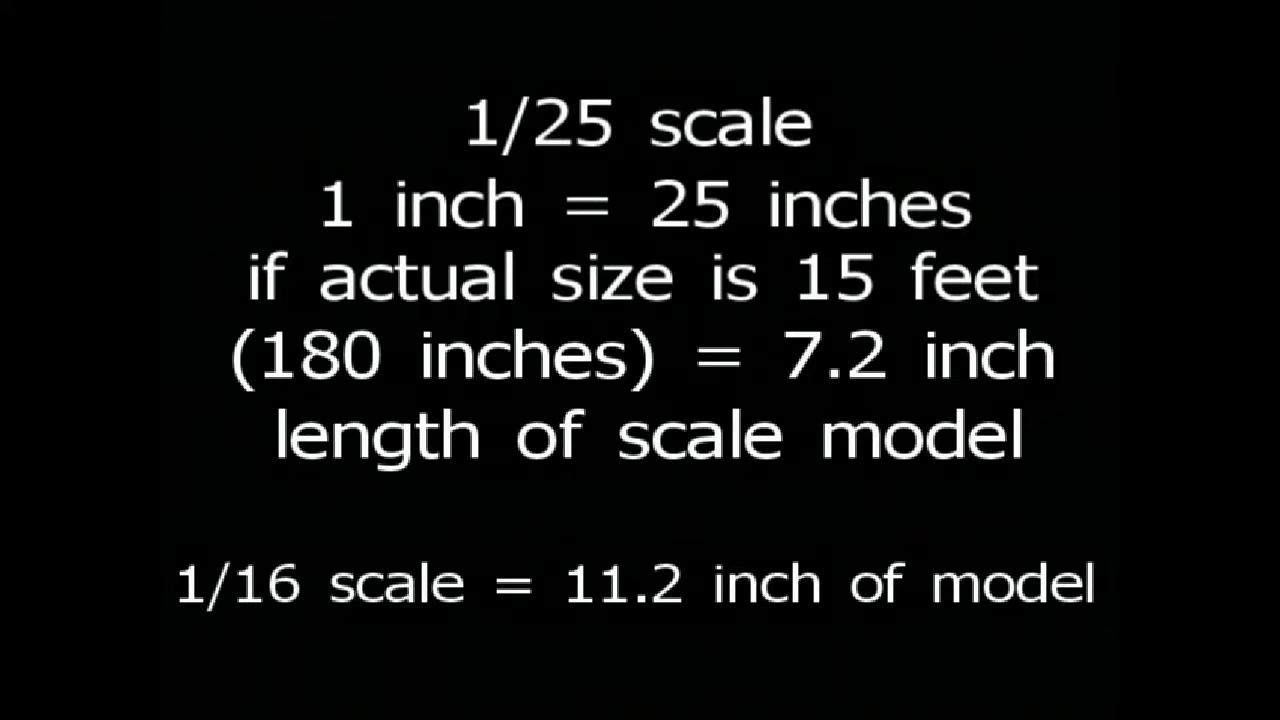 1/25 scale
1 inch = 25 inches
if actual size is 15 feet
(180 inches) = 7.2 inch
length of scale model
1/16 scale = 11.2 inch of model